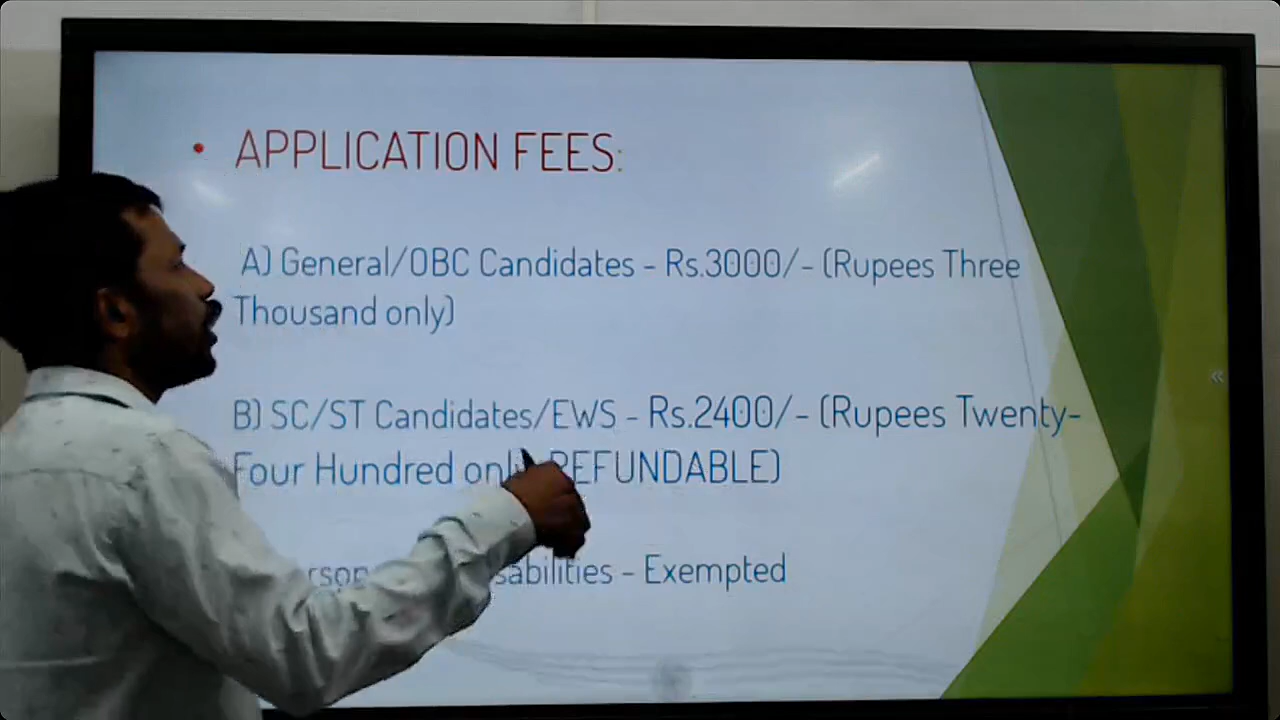 • APPLICATION FEES:
A) General/OBC Candidates - Rs.3000/- (Rupees Three
Thousand only)
B) SC/ST Candidates/EWS - Rs.2400/- (Rupees Twenty-
Four Hundred only REFUNDABLE)
- Exempted